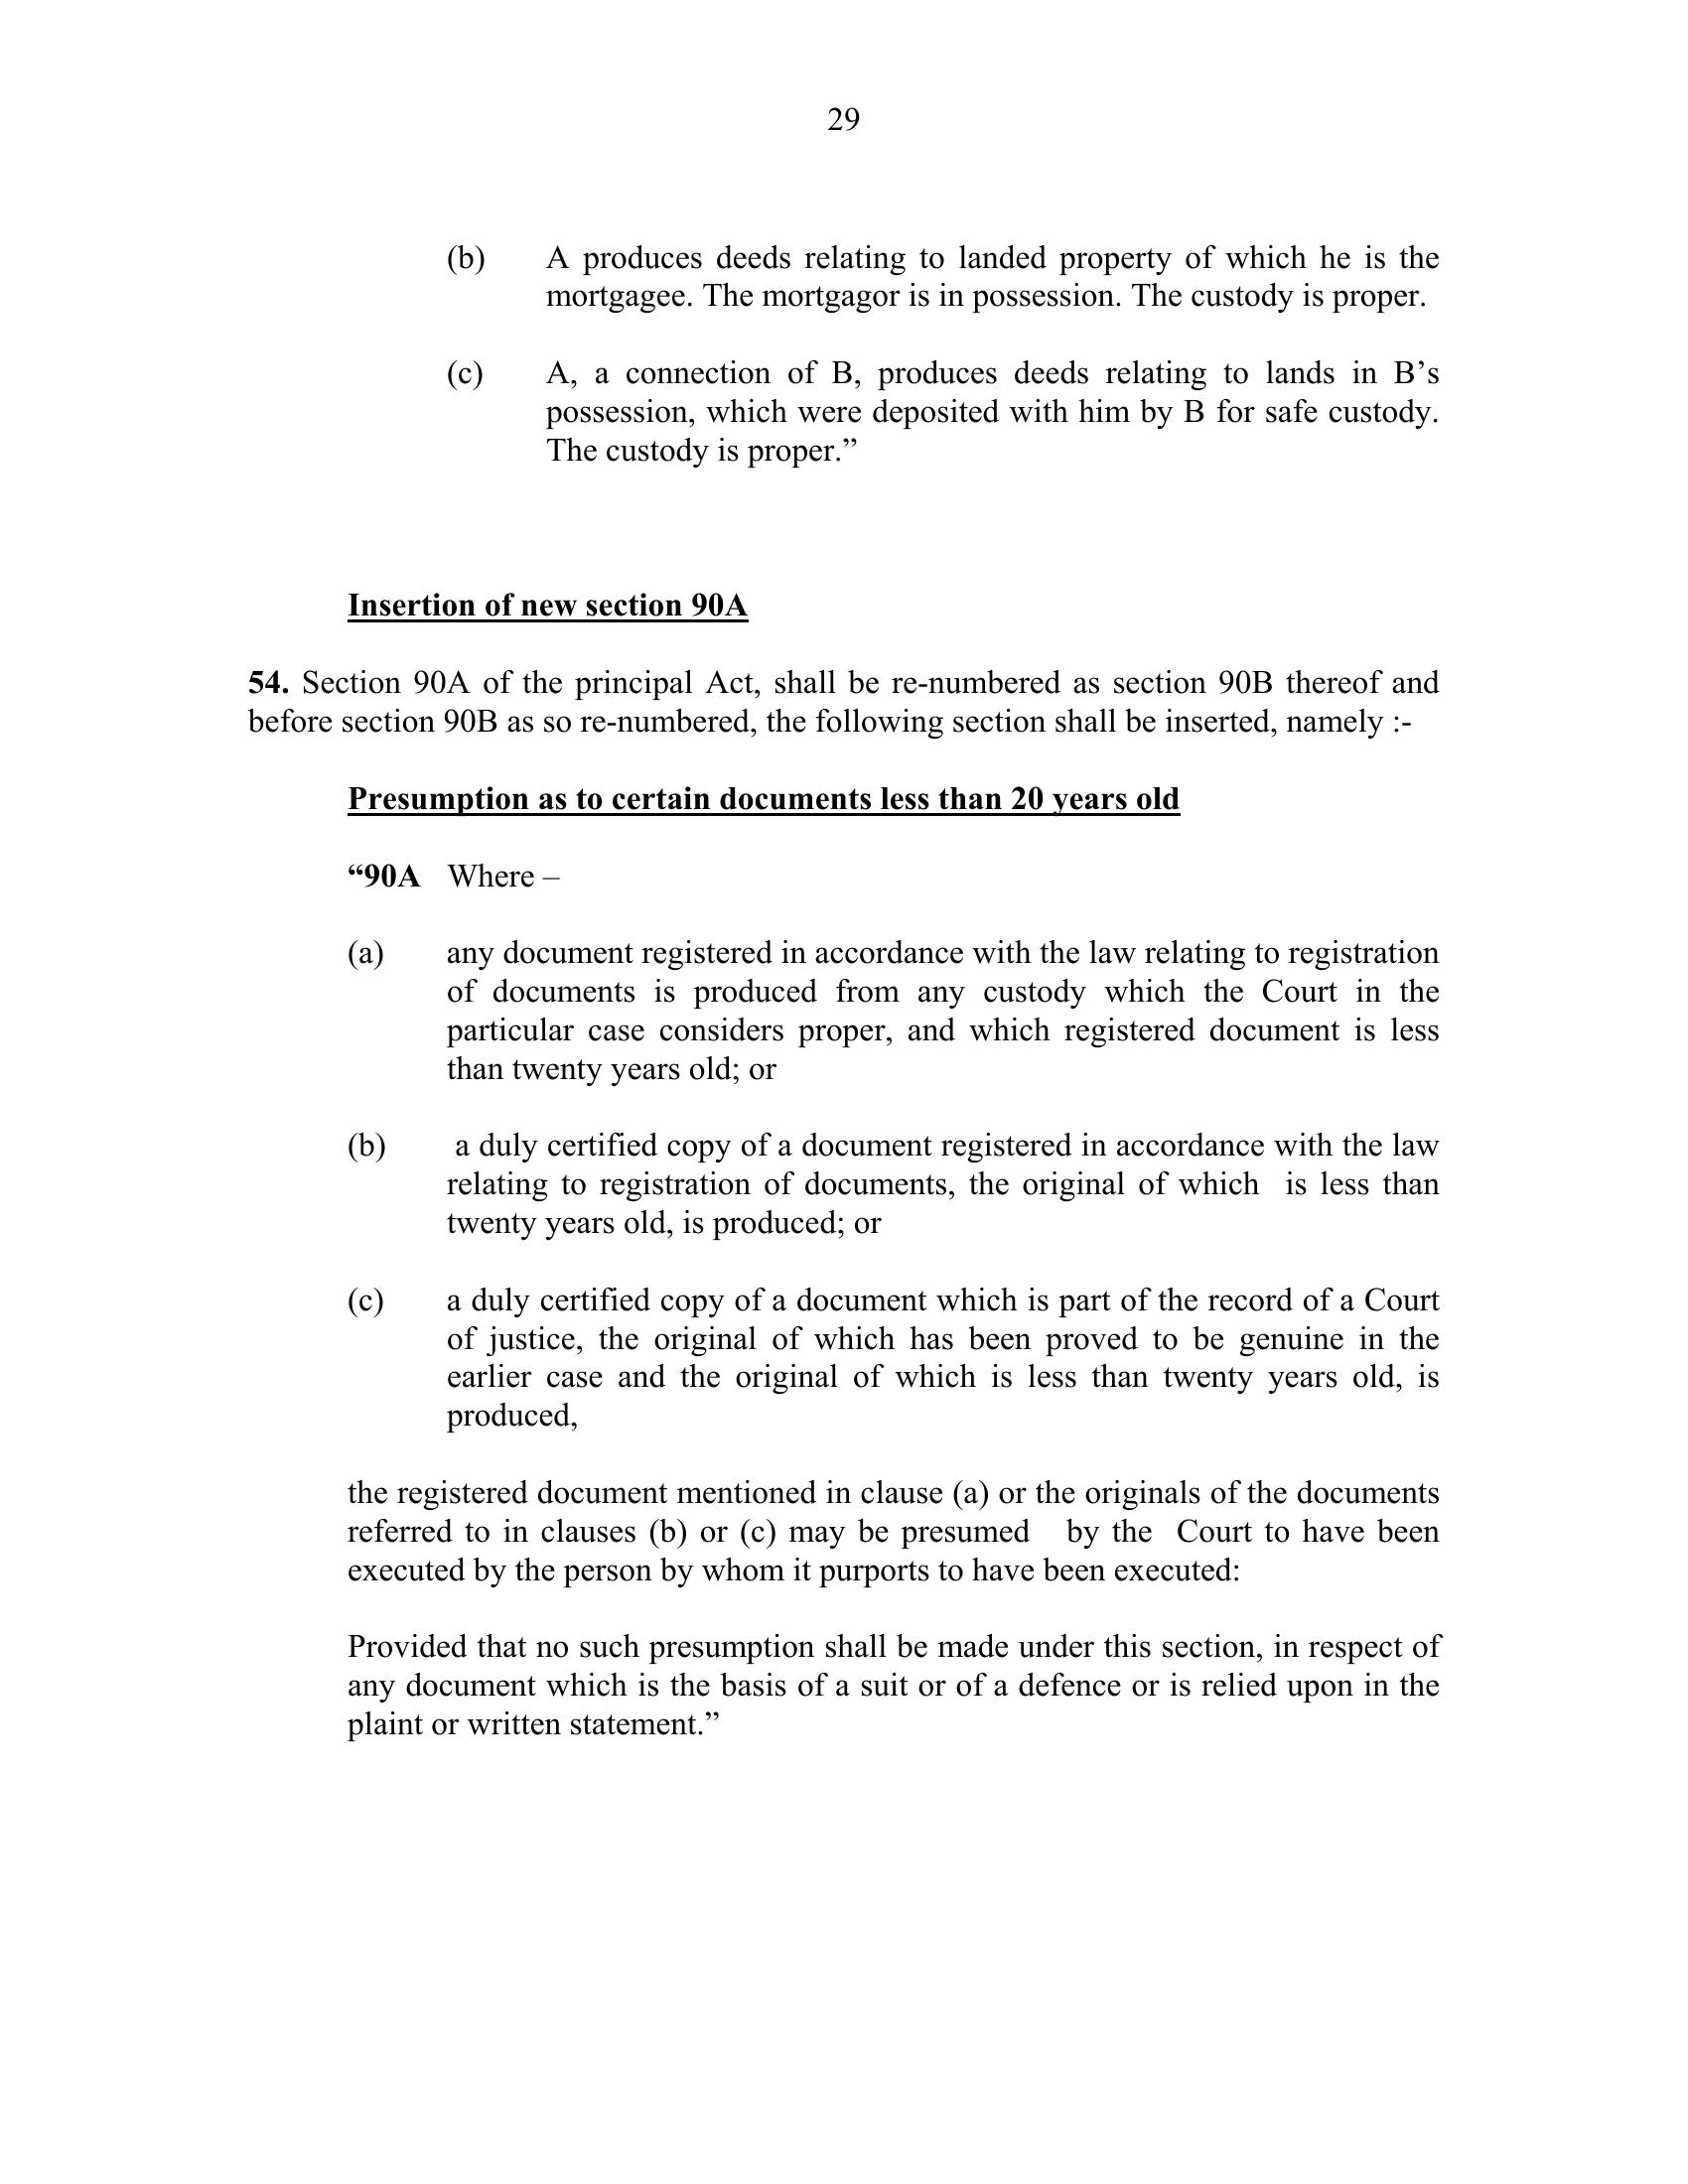 29
(b) A produces deeds relating to landed property of which he is the
mortgagee. The mortgagor is in possession. The custody is proper.
(c) A, a connection of B, produces deeds relating to lands in B’s
possession, which were deposited with him by B for safe custody.
The custody is proper.”
Insertion of new section 90A
54. Section 90A of the principal Act, shall be re-numbered as section 90B thereof and
before section 90B as so re-numbered, the following section shall be inserted, namely :-
Presumption as to certain documents less than 20 years old
“90A Where –
(a) any document registered in accordance with the law relating to registration
of documents is produced from any custody which the Court in the
particular case considers proper, and which registered document is less
than twenty years old; or
(b) a duly certified copy of a document registered in accordance with the law
relating to registration of documents, the original of which is less than
twenty years old, is produced; or
(c) a duly certified copy of a document which is part of the record of a Court
of justice, the original of which has been proved to be genuine in the
earlier case and the original of which is less than twenty years old, is
produced,
the registered document mentioned in clause (a) or the originals of the documents
referred to in clauses (b) or (c) may be presumed by the Court to have been
executed by the person by whom it purports to have been executed:
Provided that no such presumption shall be made under this section, in respect of
any document which is the basis of a suit or of a defence or is relied upon in the
plaint or written statement.”